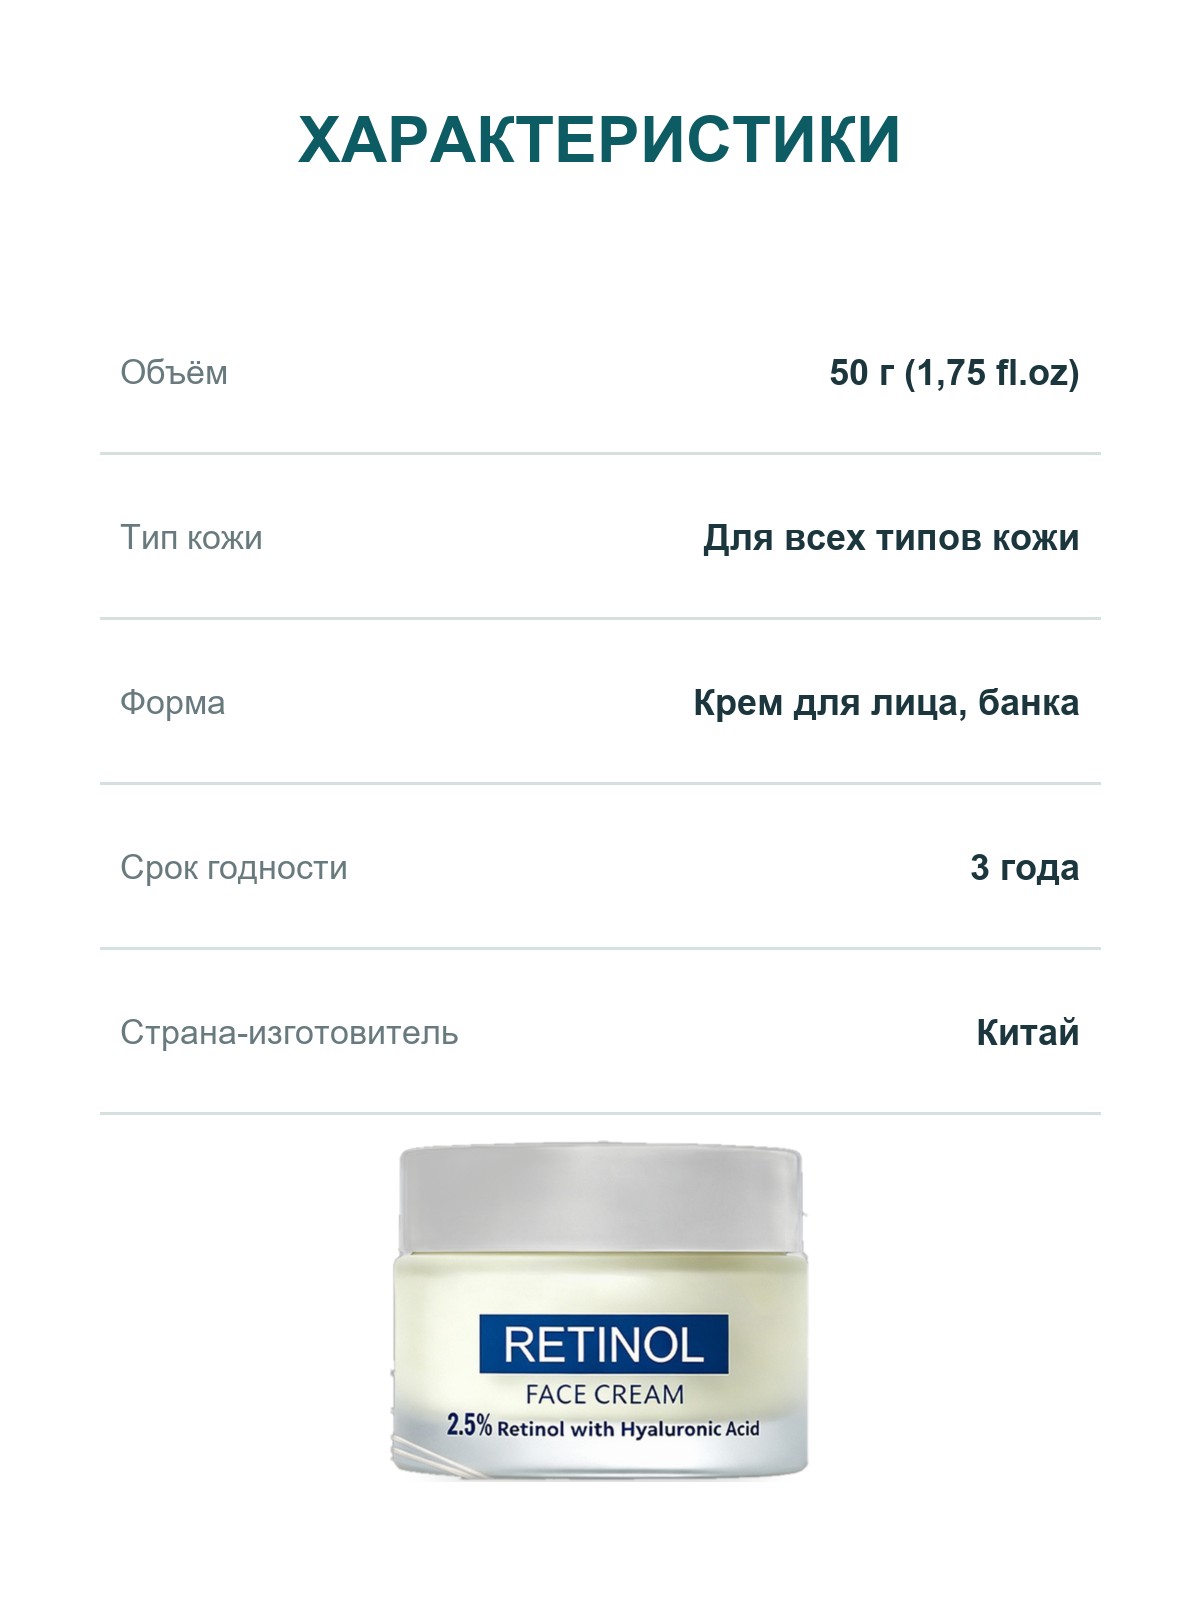 ХАРАКТЕРИСТИКИ
Объём 50 г (1,75 fl.oz)
Тип кожи Для всех типов кожи
Форма Крем для лица, банка
Срок годности 3 года
Страна-изготовитель Китай
RETINOL
FACE CREAM
2.5% Retinol with Hyaluronic Acid